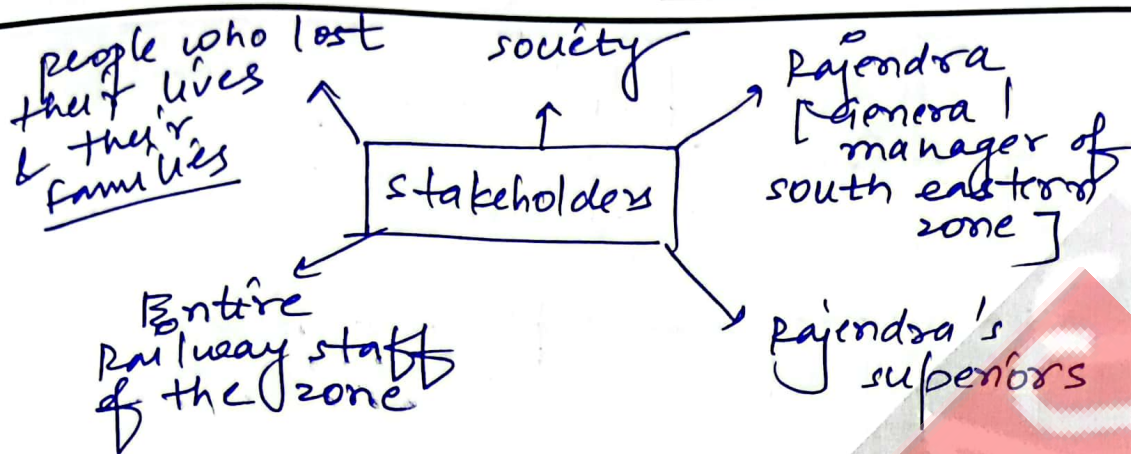 people who lost
their lives
& their
families
society
Rajendra
[General
manager of
south eastern
zone]
stakeholders
Entire
Railway staff
of the zone
Rajendra's
superiors